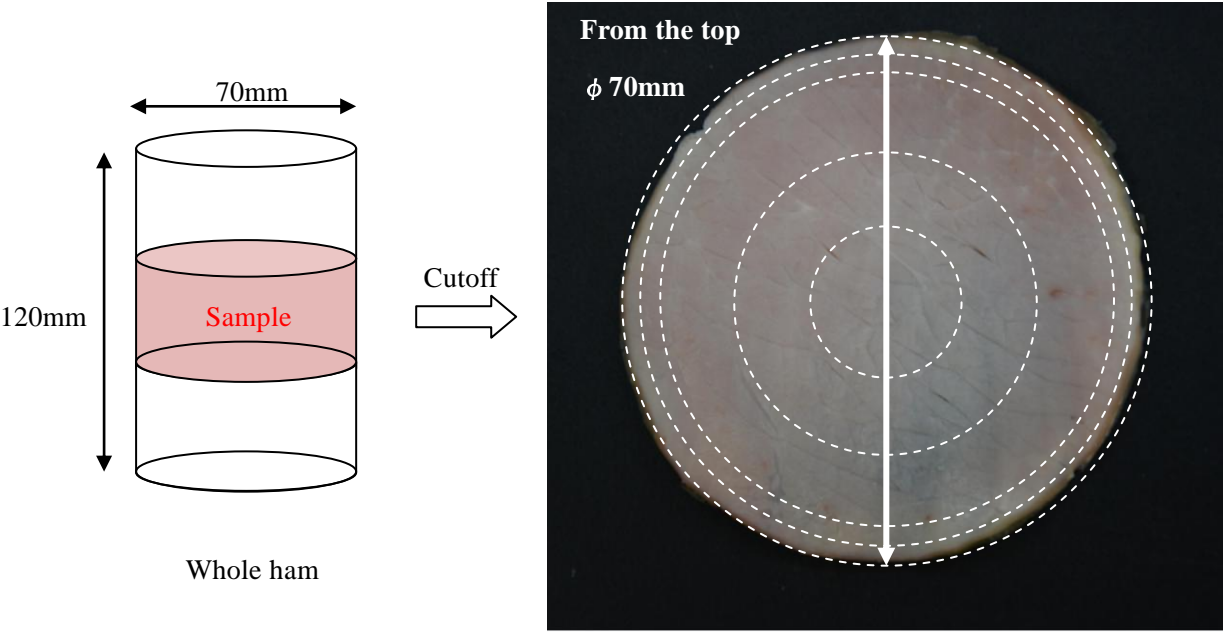 70mm
120mm
Sample
Whole ham
Cutoff
From the top
ϕ 70mm